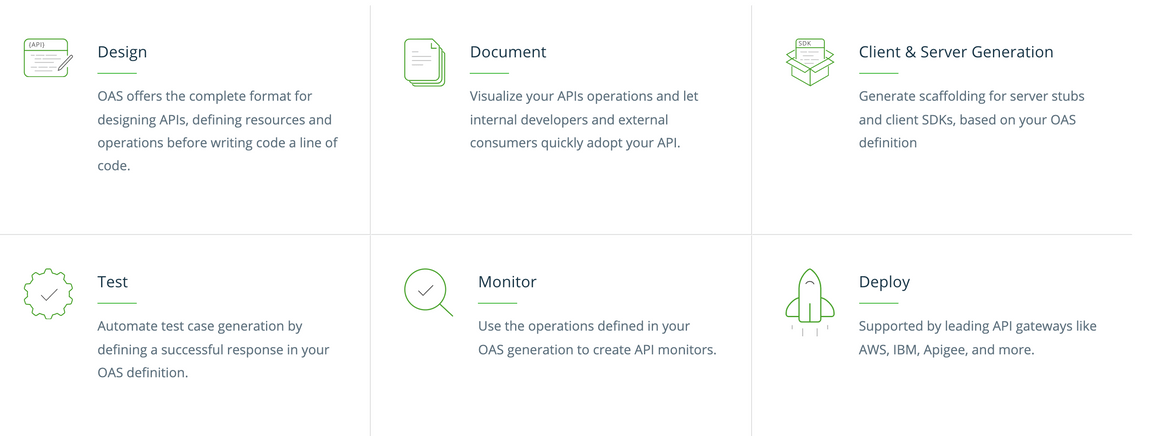 {API}
Design
OAS offers the complete format for
designing APIs, defining resources and
operations before writing code a line of
code.
Document
Visualize your APIs operations and let
internal developers and external
consumers quickly adopt your API.
SDK
Client & Server Generation
Generate scaffolding for server stubs
and client SDKs, based on your OAS
definition
Test
Automate test case generation by
defining a successful response in your
OAS definition.
Monitor
Use the operations defined in your
OAS generation to create API monitors.
Deploy
Supported by leading API gateways like
AWS, IBM, Apigee, and more.